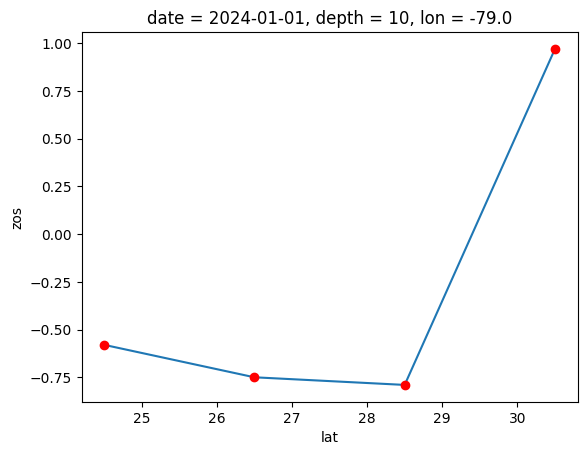 date = 2024-01-01, depth = 10, lon = -79.0
1.00
0.75
0.50
0.25
0.00
−0.25
−0.50
−0.75
zos
25 26 27 28 29 30
lat